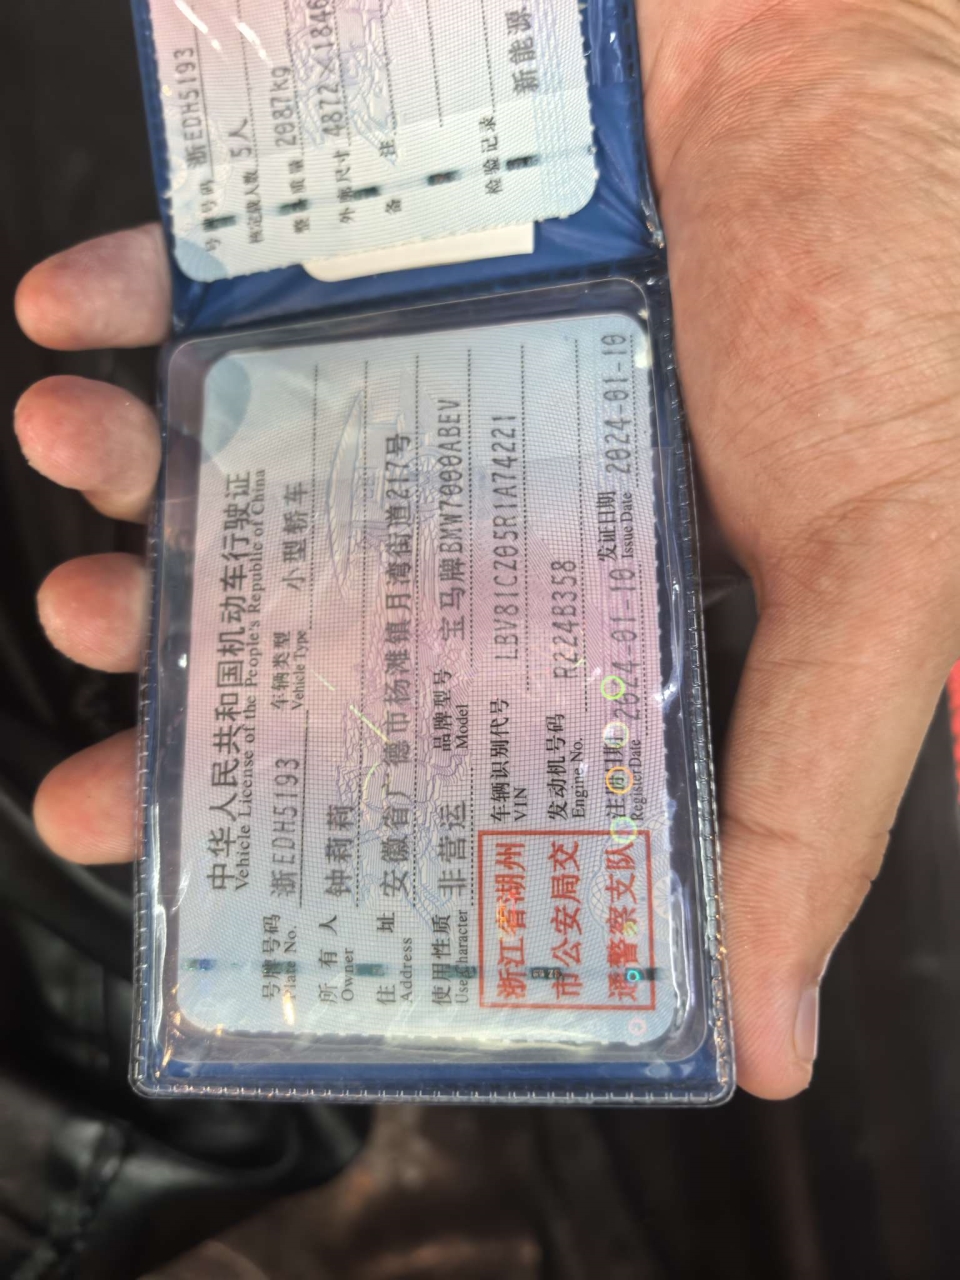 中华人民共和国机动车行驶证
Vehicle License of the People's Republic of China
号牌号码 浙EDH5193 车辆类型 小型轿车
Plate No. Vehicle Type
所有人 钟莉莉
Owner
住址 安徽省广德市杨滩镇月湾街道217号
Address
使用性质 非营运 品牌型号 宝马牌BMW7000ABEV
Use Character Model
浙江省湖州
市公安局交
通警察支队
车辆识别代号 LBV81CZ05R1A74221
VIN
发动机号码 R224B358
Engine No.
注册日期 2024-01-10 发证日期 2024-01-10
Register Date Issue Date
号牌号码 浙EDH5193
核定载人数 5人
整备质量 2087kg
外廓尺寸 4872×1846
备注
检验记录 新能源